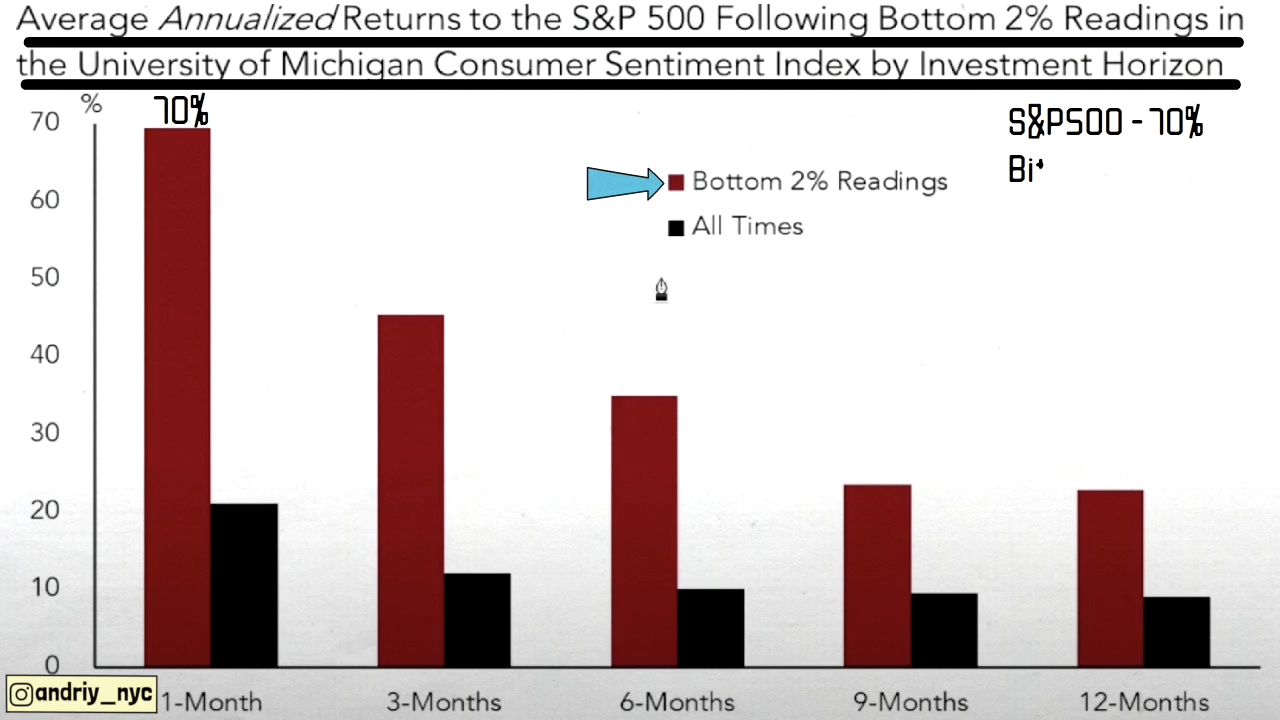 Average Annualized Returns to the S&P 500 Following Bottom 2% Readings in
the University of Michigan Consumer Sentiment Index by Investment Horizon
%
70%
S&P500 - 70%
Bi
70
60
50
40
30
20
10
0
Bottom 2% Readings
All Times
@andriy_nyc
1-Month
3-Months
6-Months
9-Months
12-Months